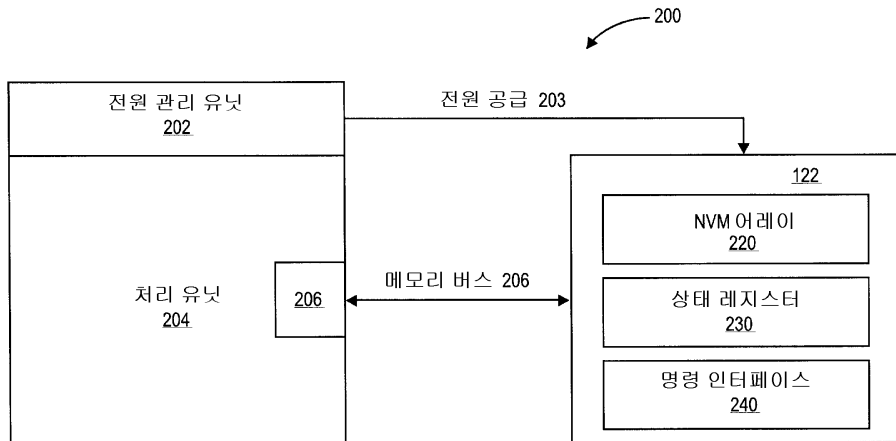 200
전원 관리 유닛
202
전원 공급 203
처리 유닛
204
206
메모리 버스 206
122
NVM 어레이
220
상태 레지스터
230
명령 인터페이스
240